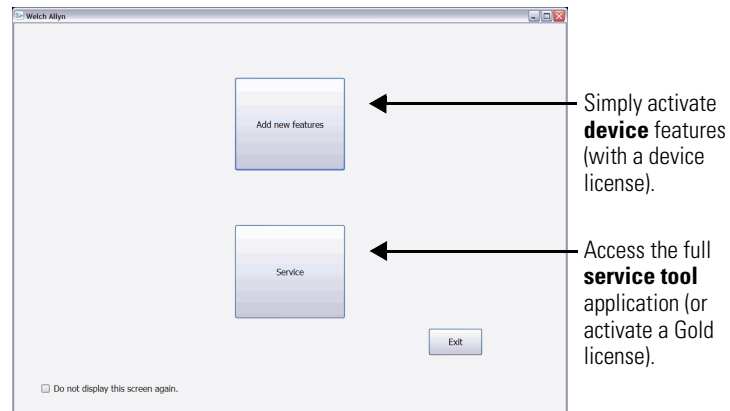 Welch Allyn
Add new features
Simply activate
device features
(with a device
license).
Service
Access the full
service tool
application (or
activate a Gold
license).
Exit
Do not display this screen again.